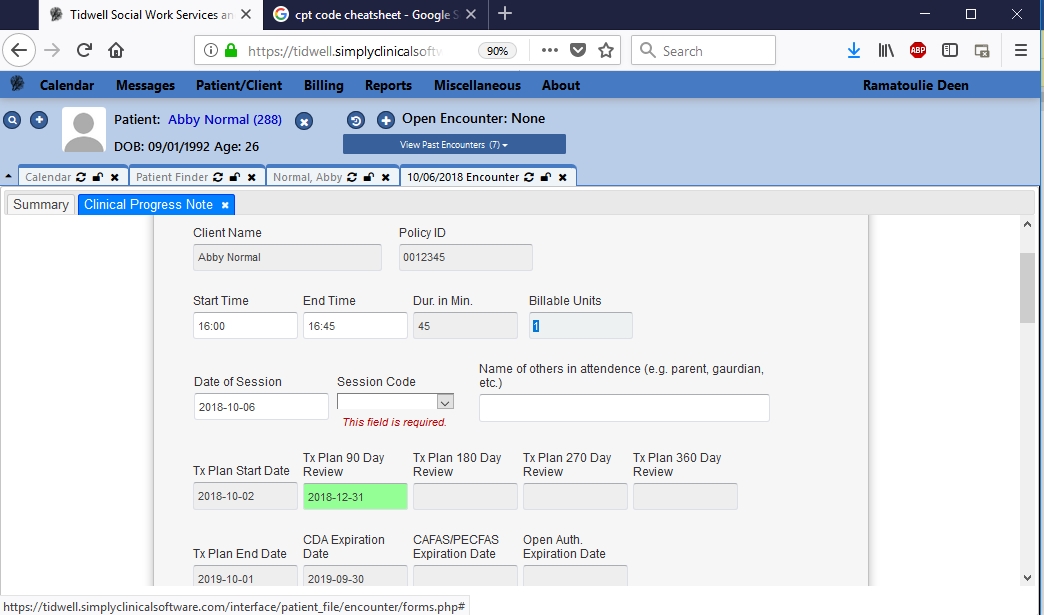 Tidwell Social Work Services an
cpt code cheatsheet - Google S
https://tidwell.simplyclinicalsoftw
90%
Search
ABP
Calendar Messages Patient/Client Billing Reports Miscellaneous About Ramatoulie Deen
Patient: Abby Normal (288)
Open Encounter: None
DOB: 09/01/1992 Age: 26
View Past Encounters (7)
Calendar
Patient Finder
Normal, Abby
10/06/2018 Encounter
Summary
Clinical Progress Note
Client Name Policy ID
Abby Normal 0012345
Start Time End Time Dur. in Min. Billable Units
16:00 16:45 45 1
Name of others in attendence (e.g. parent, gaurdian,
etc.)
Date of Session Session Code
2018-10-06
This field is required.
Tx Plan Start Date
Tx Plan 90 Day
Review
Tx Plan 180 Day
Review
Tx Plan 270 Day
Review
Tx Plan 360 Day
Review
2018-10-02 2018-12-31
Tx Plan End Date
CDA Expiration
Date
CAFAS/PECFAS
Expiration Date
Open Auth.
Expiration Date
2019-10-01 2019-09-30
https://tidwell.simplyclinicalsoftware.com/interface/patient_file/encounter/forms.php#